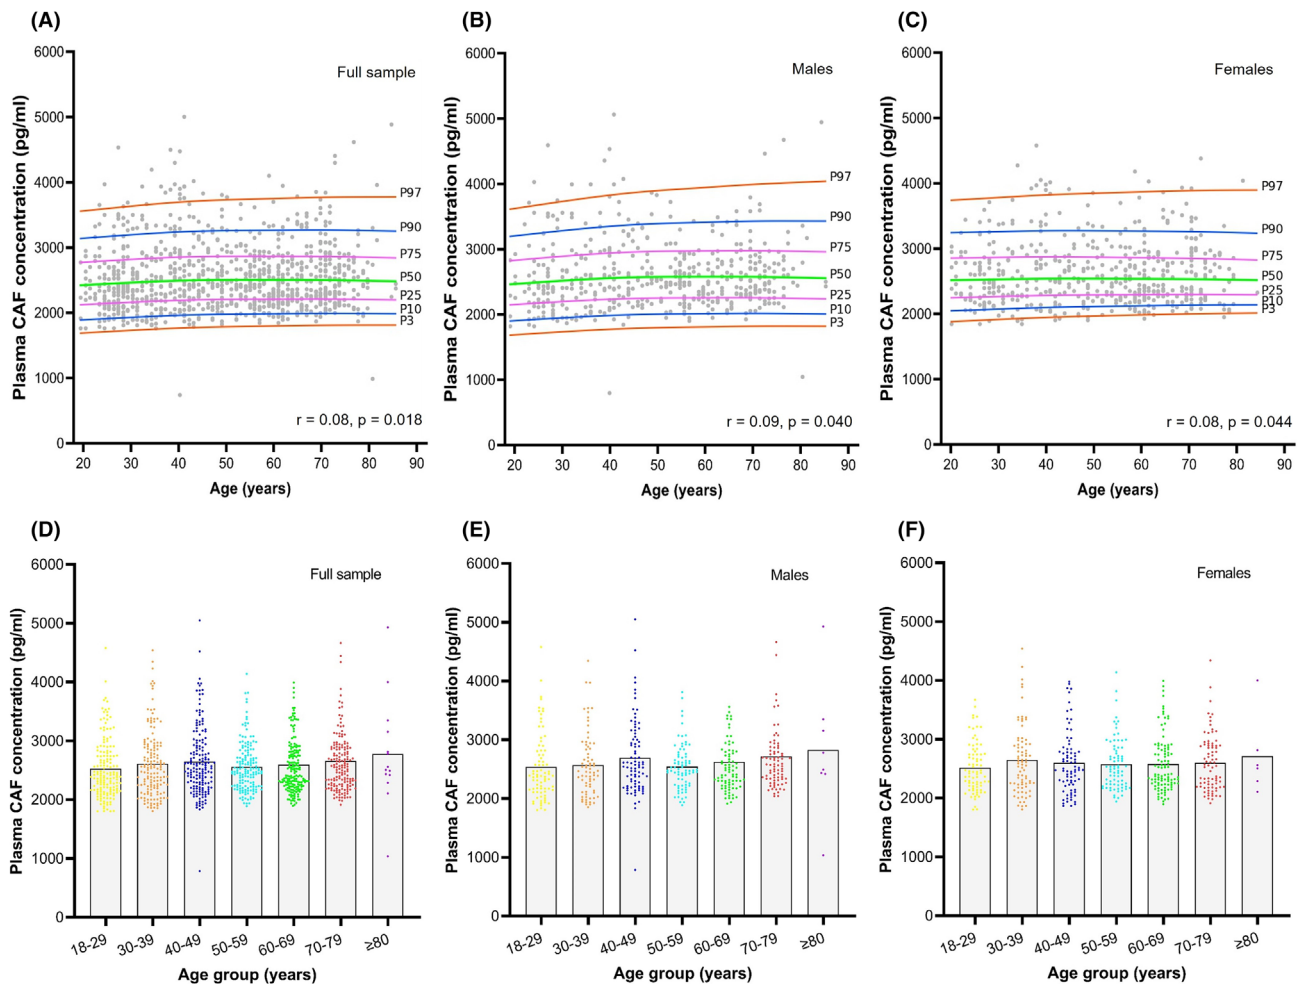 (A)
Plasma CAF concentration (pg/ml)
6000
5000
4000
3000
2000
1000
0
Full sample
P97
P90
P75
P50
P25
P10
P3
r = 0.08, p = 0.018
20 30 40 50 60 70 80 90
Age (years)
(B)
Plasma CAF concentration (pg/ml)
6000
5000
4000
3000
2000
1000
0
Males
P97
P90
P75
P50
P25
P10
P3
r = 0.09, p = 0.040
20 30 40 50 60 70 80 90
Age (years)
(C)
Plasma CAF concentration (pg/ml)
6000
5000
4000
3000
2000
1000
0
Females
P97
P90
P75
P50
P25
P10
P3
r = 0.08, p = 0.044
20 30 40 50 60 70 80 90
Age (years)
(D)
Plasma CAF concentration (pg/ml)
6000
5000
4000
3000
2000
1000
0
Full sample
18-29 30-39 40-49 50-59 60-69 70-79 ≥80
Age group (years)
(E)
Plasma CAF concentration (pg/ml)
6000
5000
4000
3000
2000
1000
0
Males
18-29 30-39 40-49 50-59 60-69 70-79 ≥80
Age group (years)
(F)
Plasma CAF concentration (pg/ml)
6000
5000
4000
3000
2000
1000
0
Females
18-29 30-39 40-49 50-59 60-69 70-79 ≥80
Age group (years)